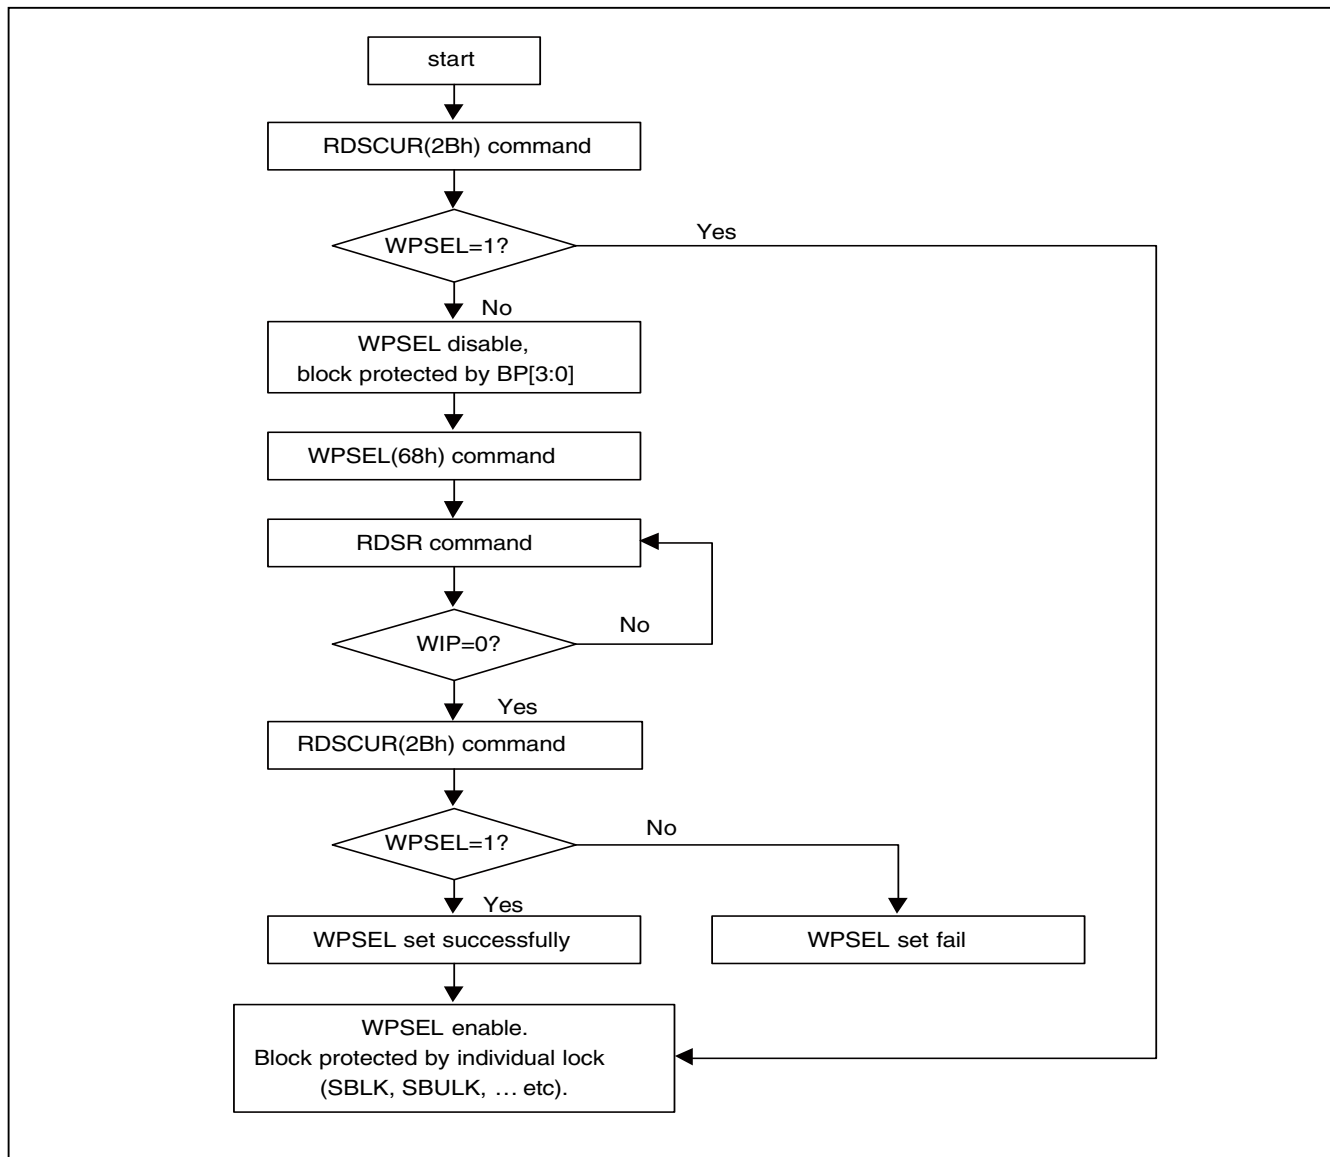 start
RDSCUR(2Bh) command
WPSEL=1?
Yes
No
WPSEL disable,
block protected by BP[3:0]
WPSEL(68h) command
RDSR command
WIP=0?
No
Yes
RDSCUR(2Bh) command
WPSEL=1?
No
Yes
WPSEL set successfully
WPSEL set fail
WPSEL enable.
Block protected by individual lock
(SBLK, SBULK, … etc).